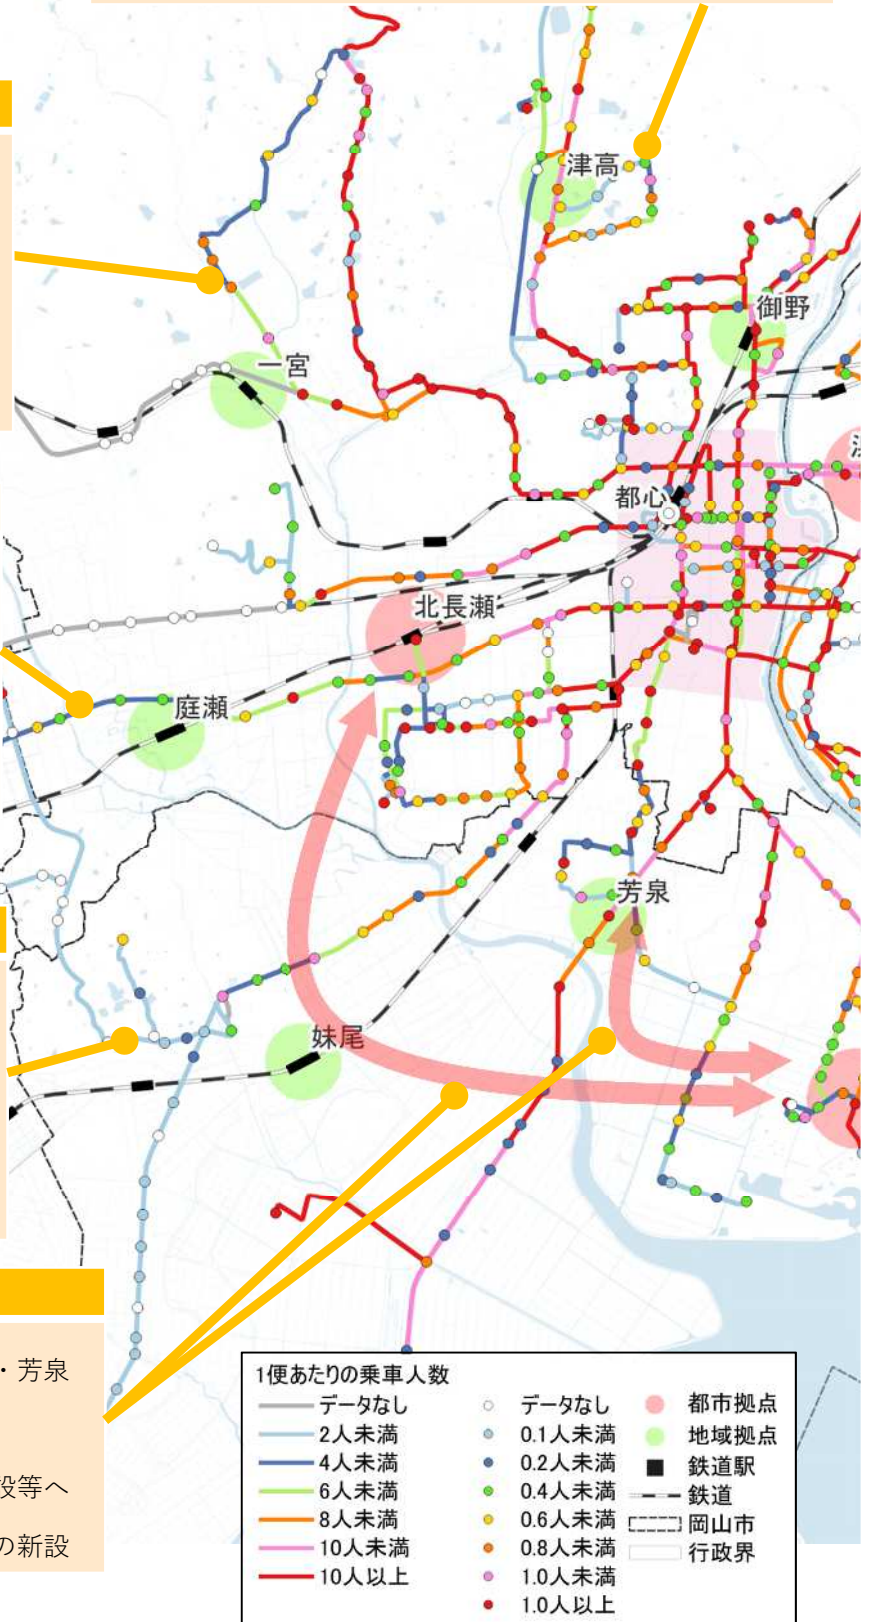 津高
御野
一宮
都心
北長瀬
庭瀬
芳泉
妹尾
・芳泉
設等へ
の新設
1便あたりの乗車人数
データなし
2人未満
4人未満
6人未満
8人未満
10人未満
10人以上
データなし
0.1人未満
0.2人未満
0.4人未満
0.6人未満
0.8人未満
1.0人未満
1.0人以上
都市拠点
地域拠点
鉄道駅
鉄道
岡山市
行政界